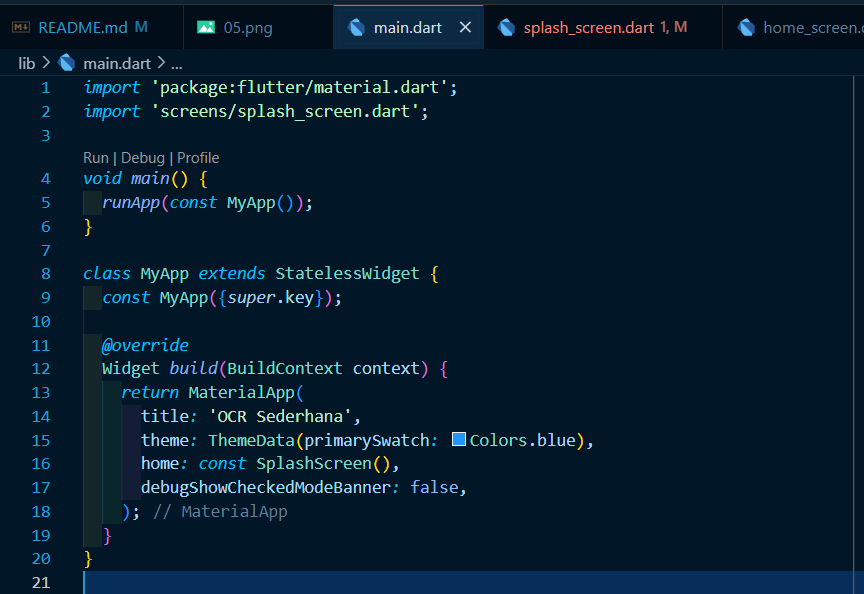 README.md M
05.png
main.dart
splash_screen.dart 1, M
home_screen.
lib > main.dart > ...
1 import 'package:flutter/material.dart';
2 import 'screens/splash_screen.dart';
3
Run | Debug | Profile
4 void main() {
5   runApp(const MyApp());
6 }
7
8 class MyApp extends StatelessWidget {
9   const MyApp({super.key});
10
11   @override
12   Widget build(BuildContext context) {
13     return MaterialApp(
14       title: 'OCR Sederhana',
15       theme: ThemeData(primarySwatch: Colors.blue),
16       home: const SplashScreen(),
17       debugShowCheckedModeBanner: false,
18     ); // MaterialApp
19   }
20 }
21